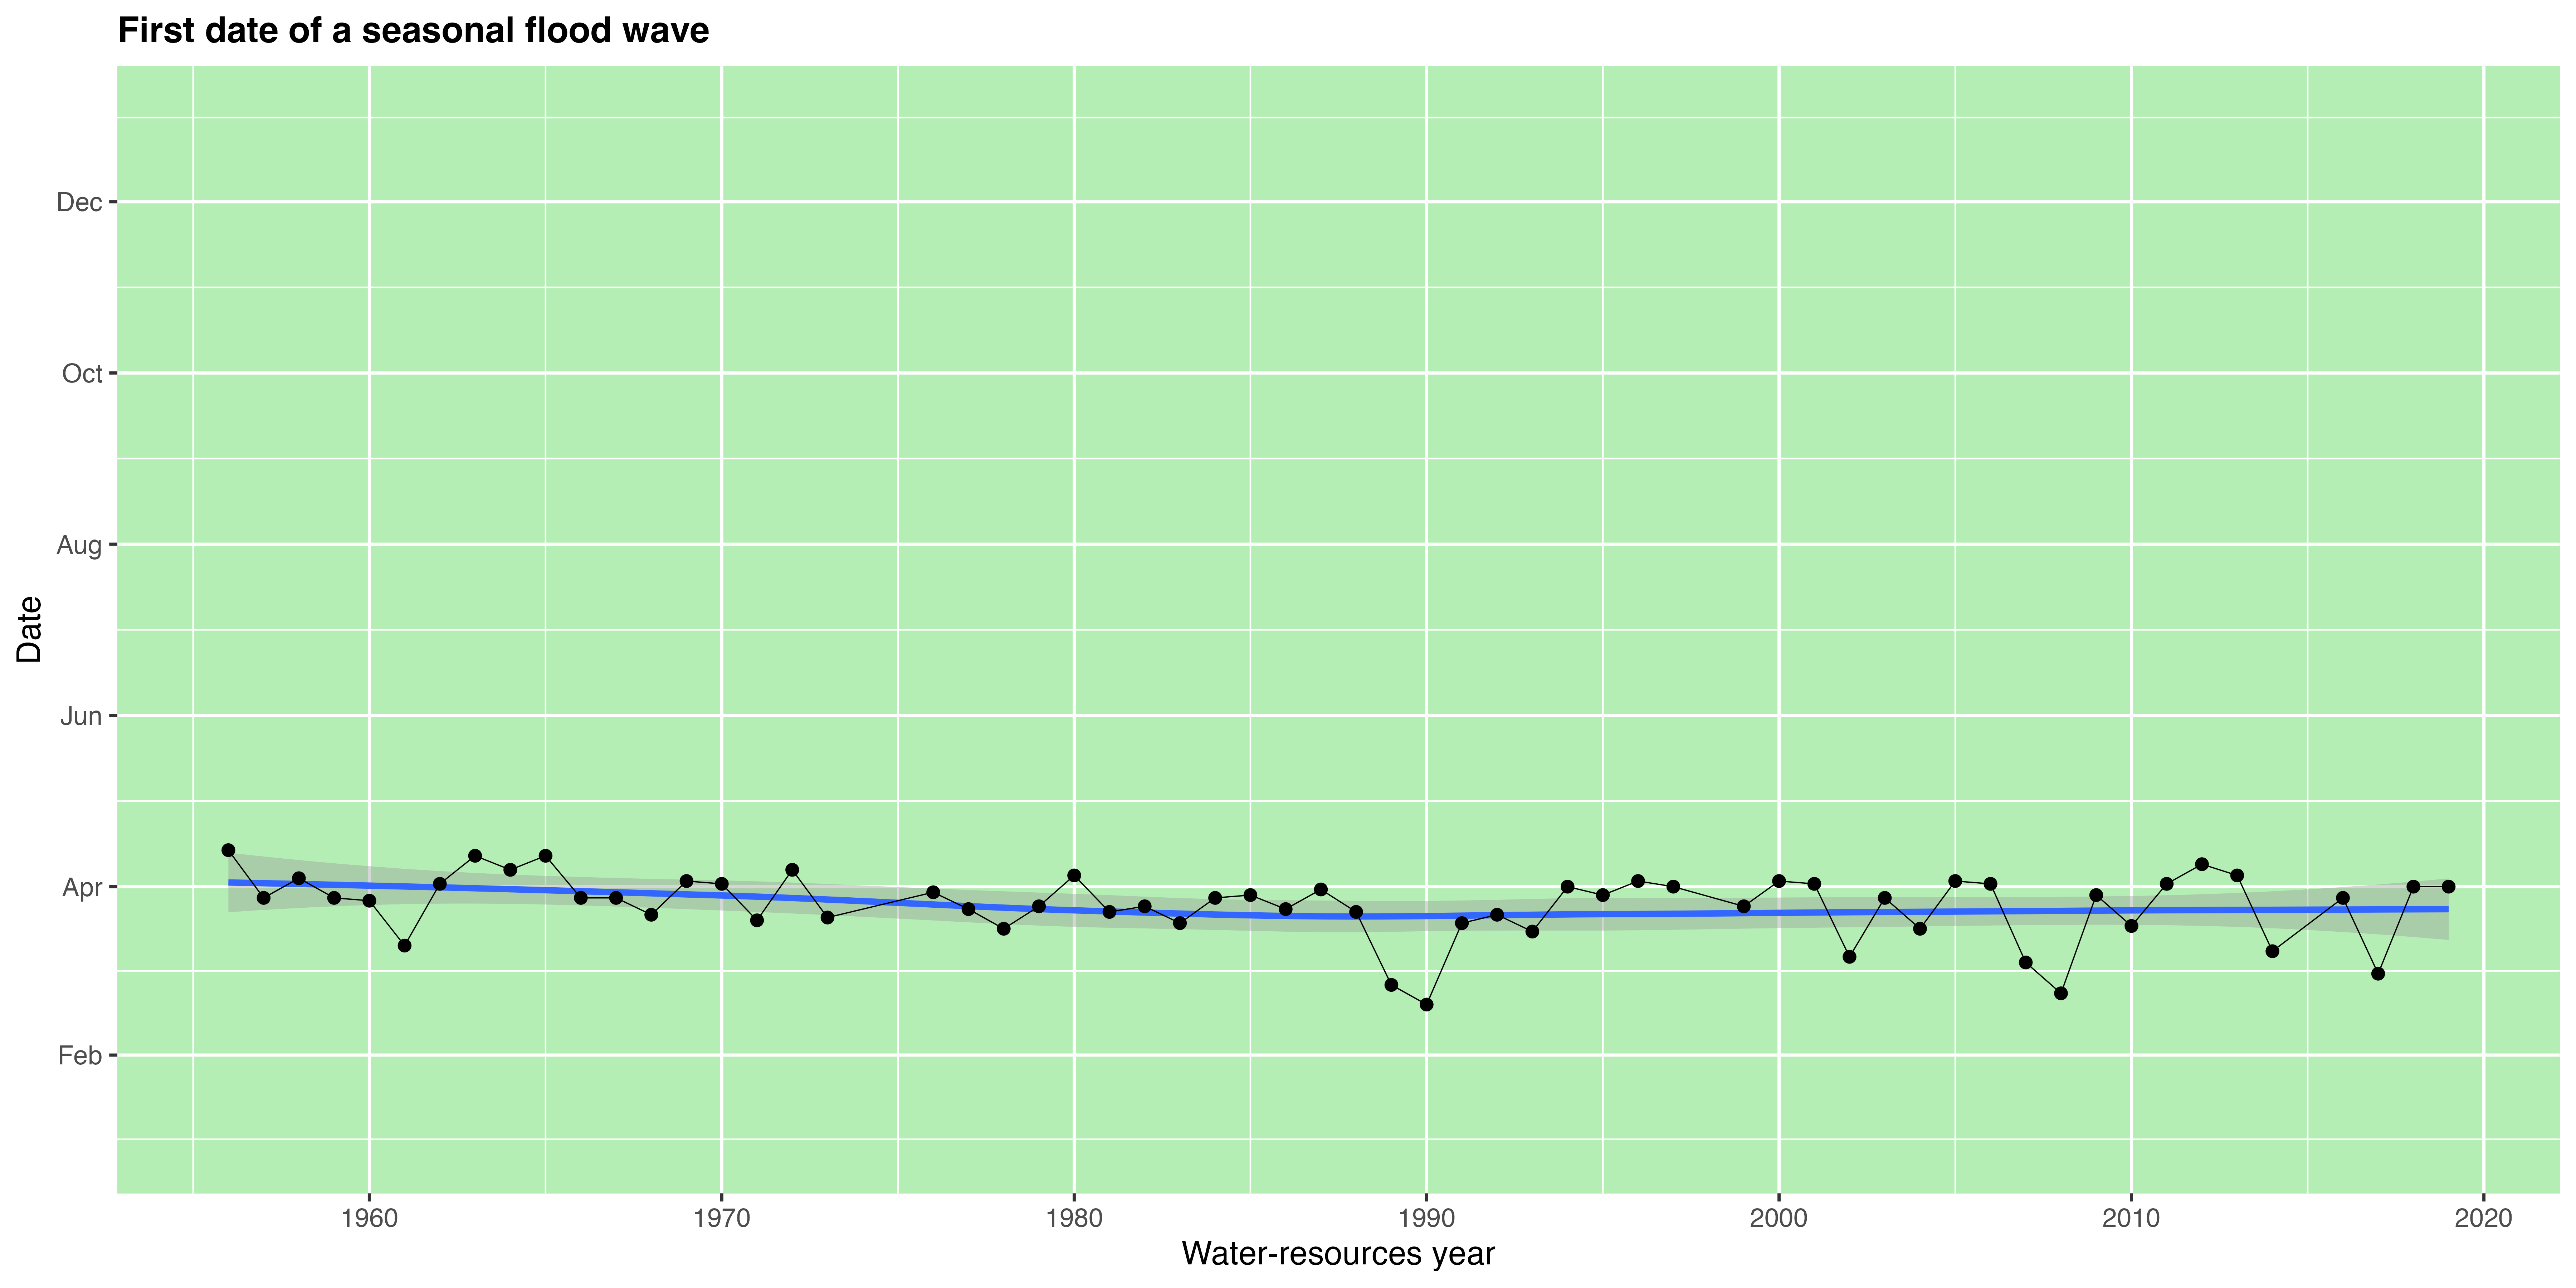 First date of a seasonal flood wave
Dec
Oct
Aug
Jun
Apr
Feb
Date
1960 1970 1980 1990 2000 2010 2020
Water-resources year